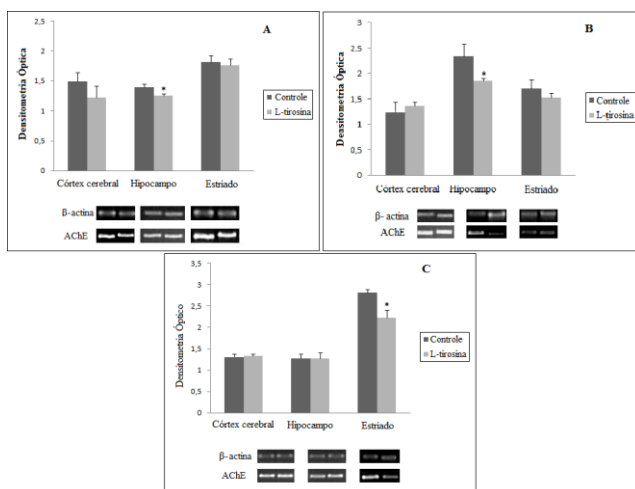 A
Densitometria Óptica
2,5
2
1,5
1
0,5
*
Controle
L-tirosina
Córtex cerebral Hipocampo Estriado
β-actina
AChE
B
Densitometria Óptica
3
2,5
2
1,5
1
0,5
*
Controle
L-tirosina
Córtex cerebral Hipocampo Estriado
β- actina
AChE
C
Densitometria Óptico
3,5
3
2,5
2
1,5
1
0,5
0
*
Controle
L-tirosina
Córtex cerebral Hipocampo Estriado
β-actina
AChE